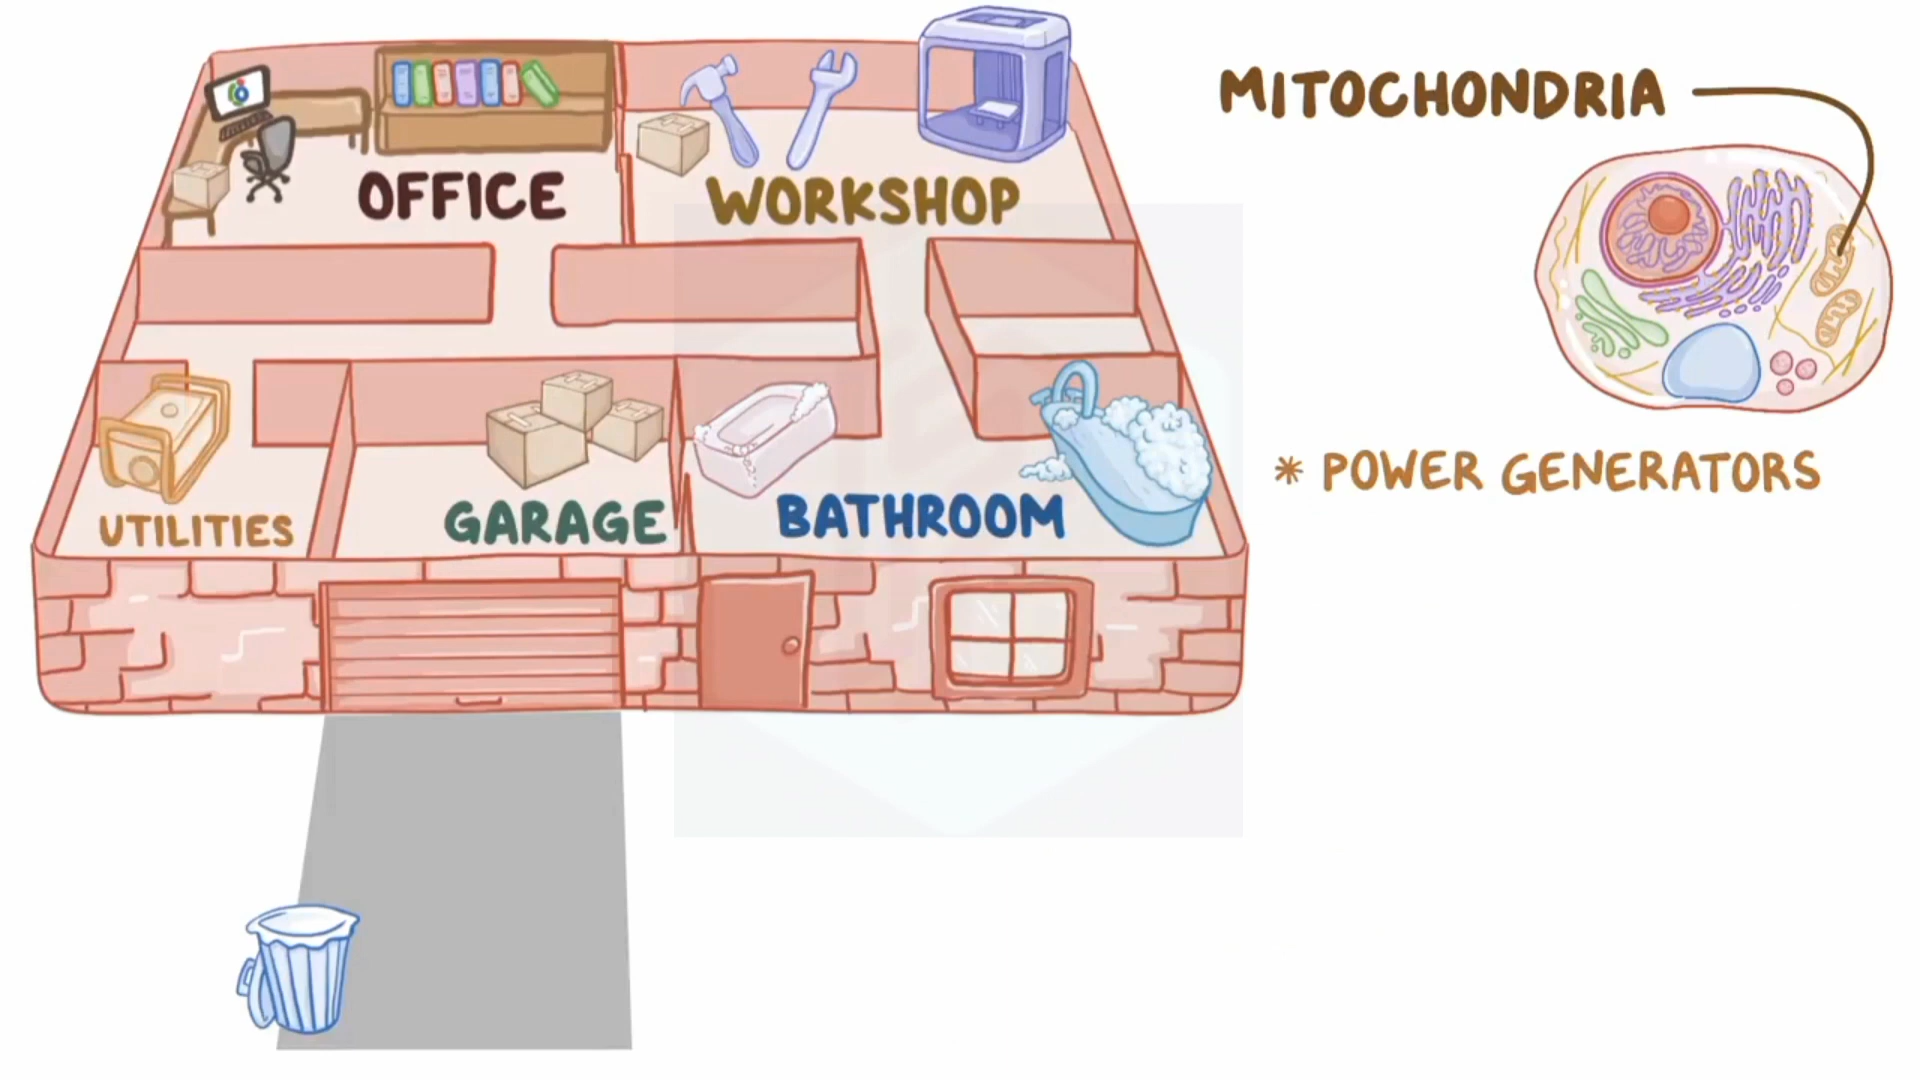 OFFICE
WORKSHOP
UTILITIES
GARAGE
BATHROOM
MITOCHONDRIA
* POWER GENERATORS